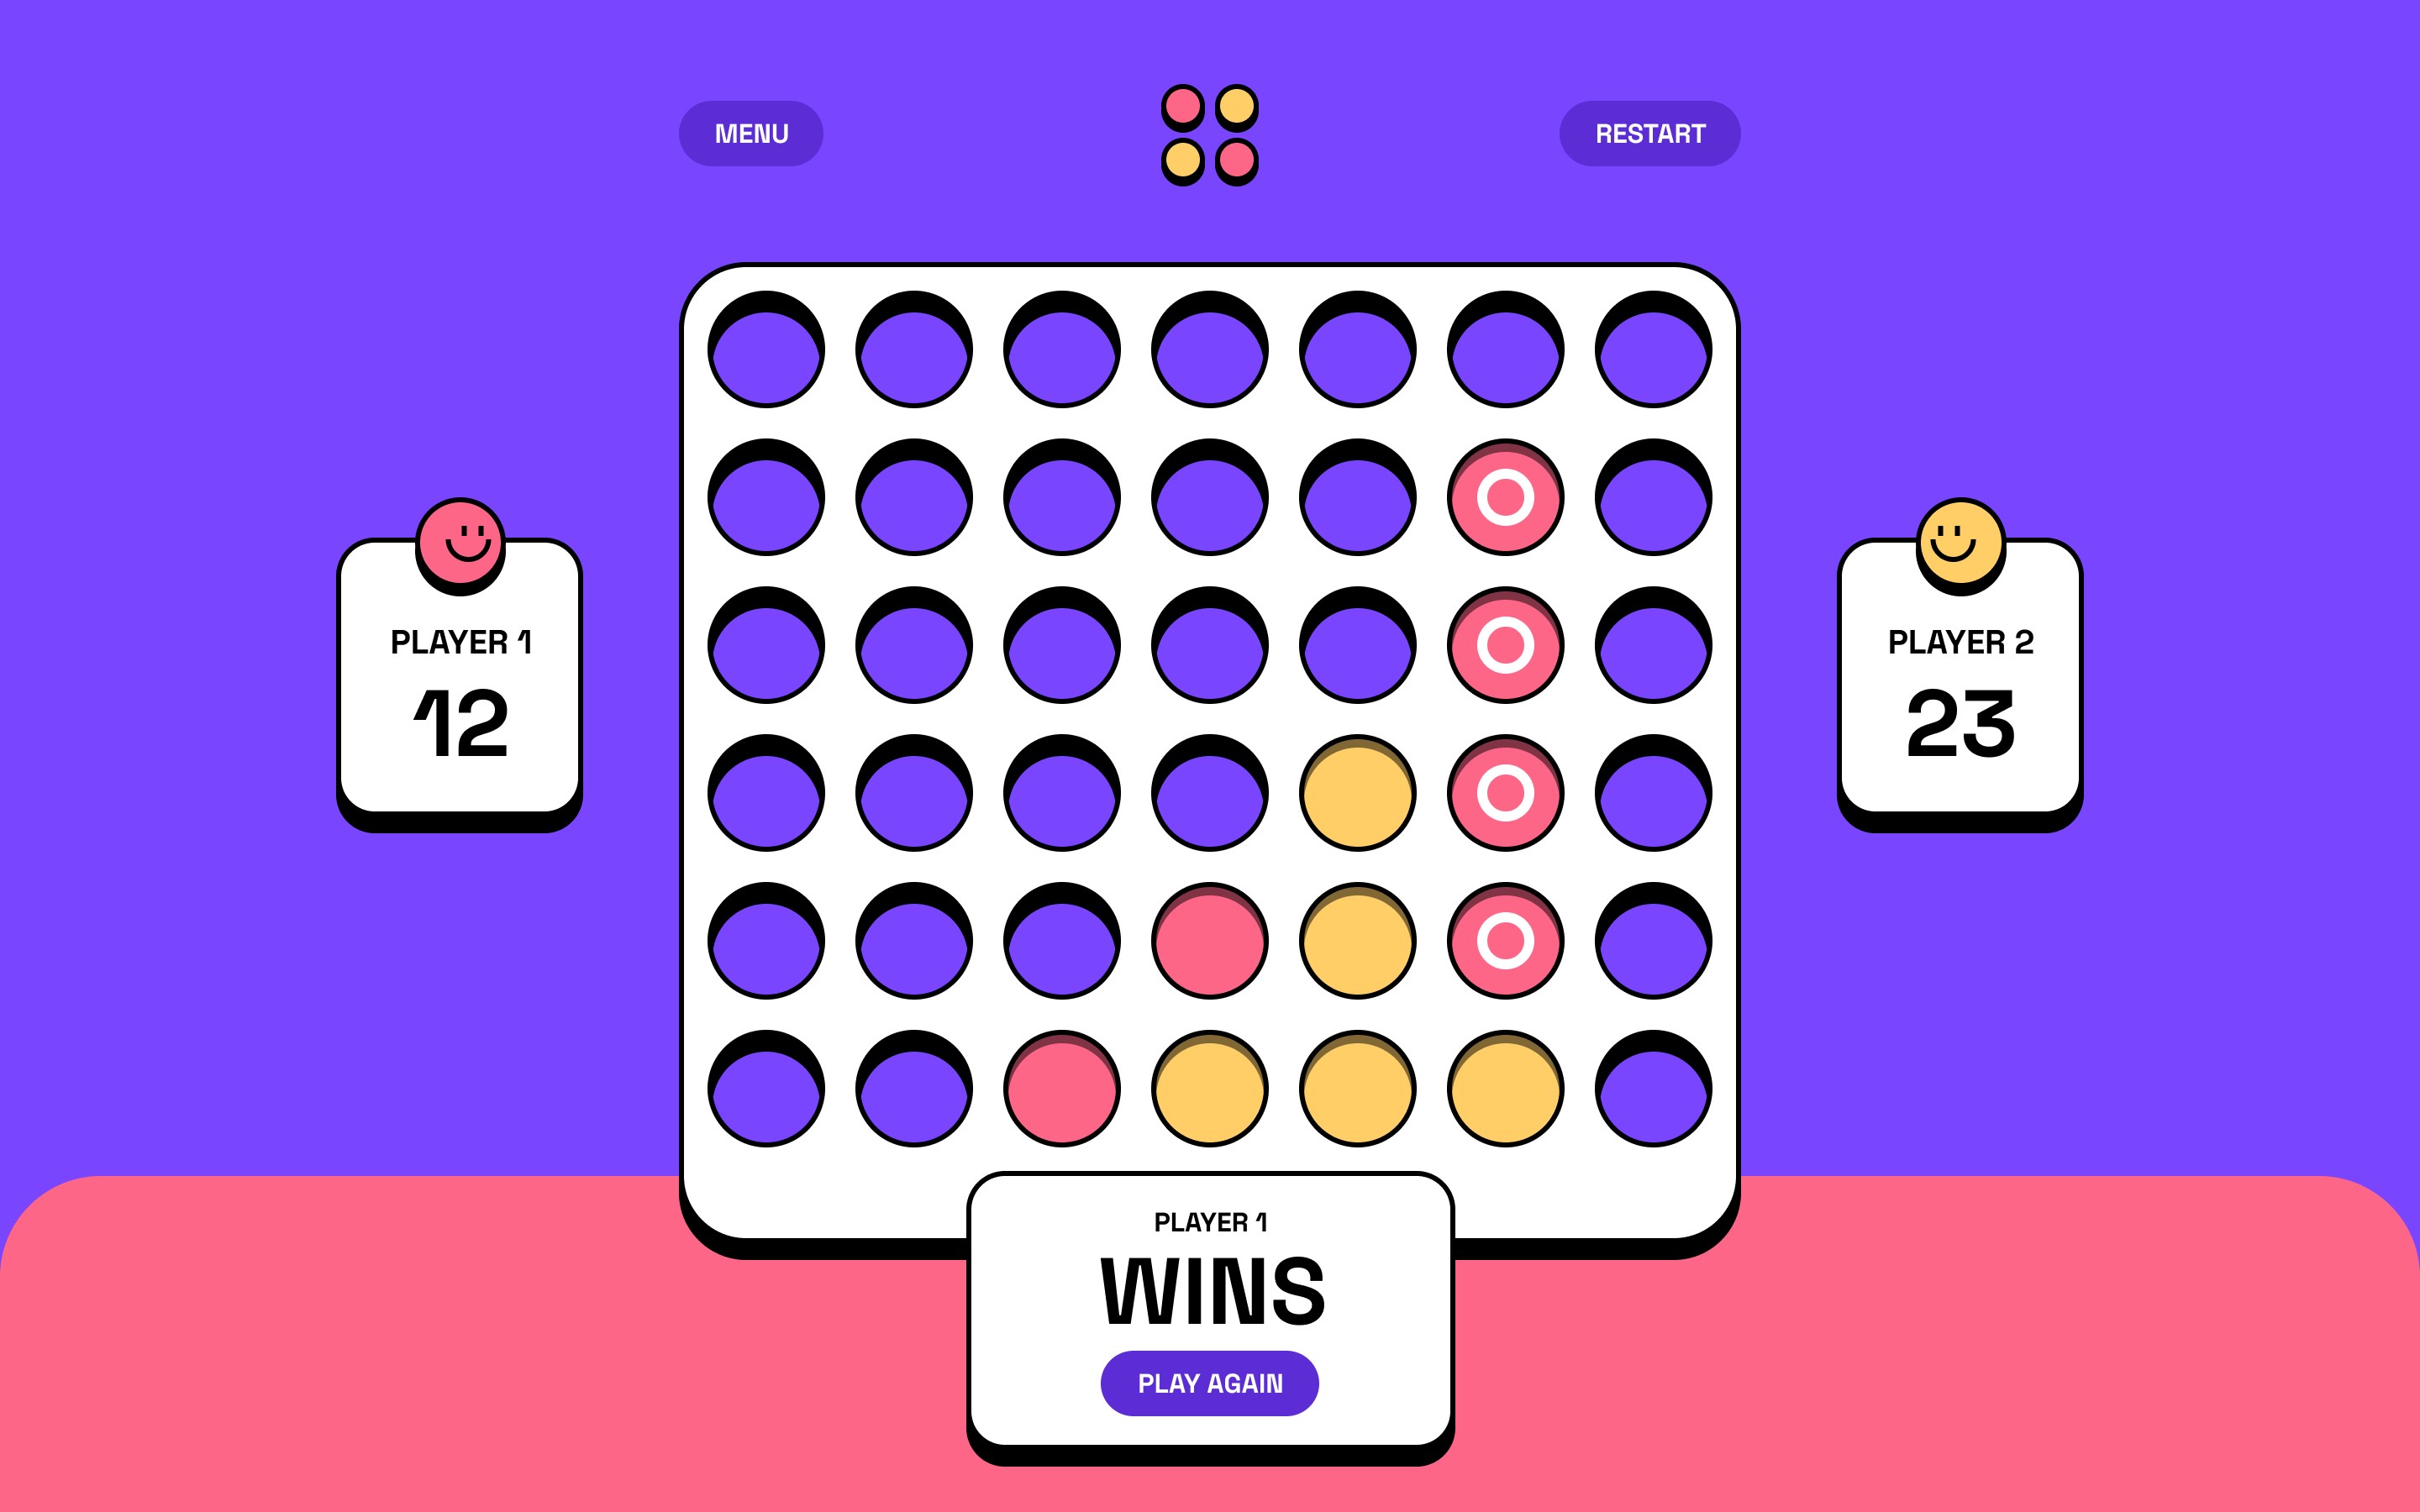 MENU
RESTART
PLAYER 1
12
PLAYER 2
23
PLAYER 1
WINS
PLAY AGAIN